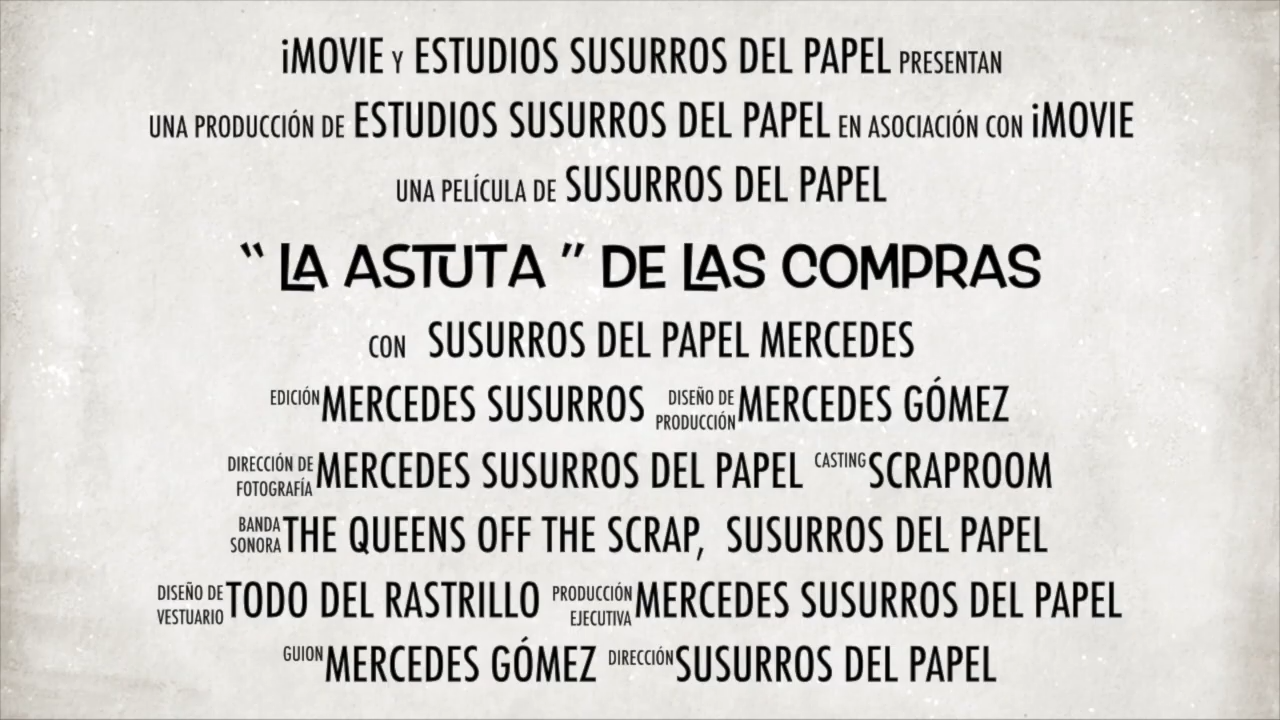 iMOVIE Y ESTUDIOS SUSURROS DEL PAPEL PRESENTAN
UNA PRODUCCIÓN DE ESTUDIOS SUSURROS DEL PAPEL EN ASOCIACIÓN CON iMOVIE
UNA PELÍCULA DE SUSURROS DEL PAPEL
“ LA ASTUTA ” DE LAS COMPRAS
CON SUSURROS DEL PAPEL MERCEDES
EDICIÓN MERCEDES SUSURROS DISEÑO DE PRODUCCIÓN MERCEDES GÓMEZ
DIRECCIÓN DE FOTOGRAFÍA MERCEDES SUSURROS DEL PAPEL CASTING SCRAPROOM
BANDA SONORA THE QUEENS OFF THE SCRAP, SUSURROS DEL PAPEL
DISEÑO DE VESTUARIO TODO DEL RASTRILLO PRODUCCIÓN EJECUTIVA MERCEDES SUSURROS DEL PAPEL
GUION MERCEDES GÓMEZ DIRECCIÓN SUSURROS DEL PAPEL